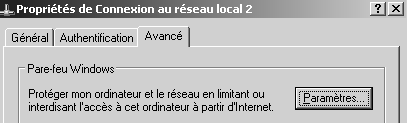 Propriétés de Connexion au réseau local 2
Général Authentification Avancé
Pare-feu Windows
Protéger mon ordinateur et le réseau en limitant ou
interdisant l'accès à cet ordinateur à partir d'Internet.
Paramètres...